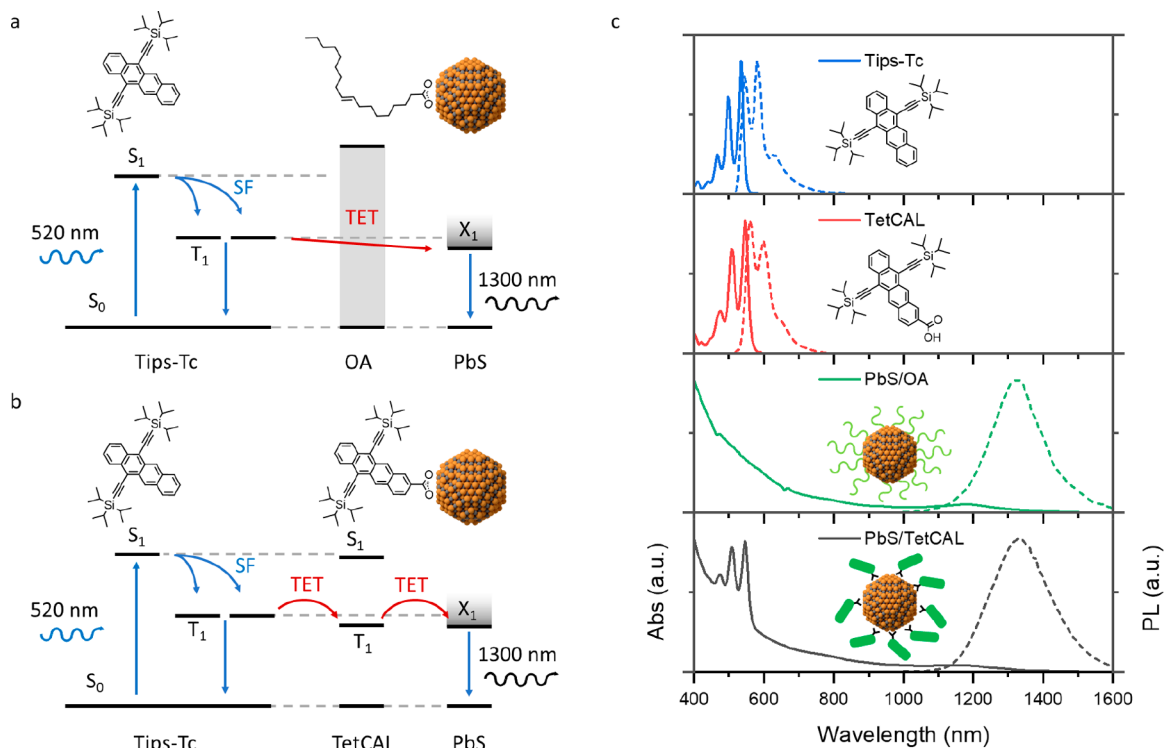 a
Si
Si
S1
SF
520 nm
T1
TET
X1
1300 nm
S0
Tips-Tc
OA
PbS
O
O
b
Si
Si
Si
Si
O
O
S1
SF
TET
TET
520 nm
T1
T1
X1
1300 nm
S0
Tips-Tc
TetCAL
PbS
c
Tips-Tc
Si
Si
TetCAL
Si
Si
O
OH
PbS/OA
PbS/TetCAL
Abs (a.u.)
PL (a.u.)
400 600 800 1000 1200 1400 1600
Wavelength (nm)